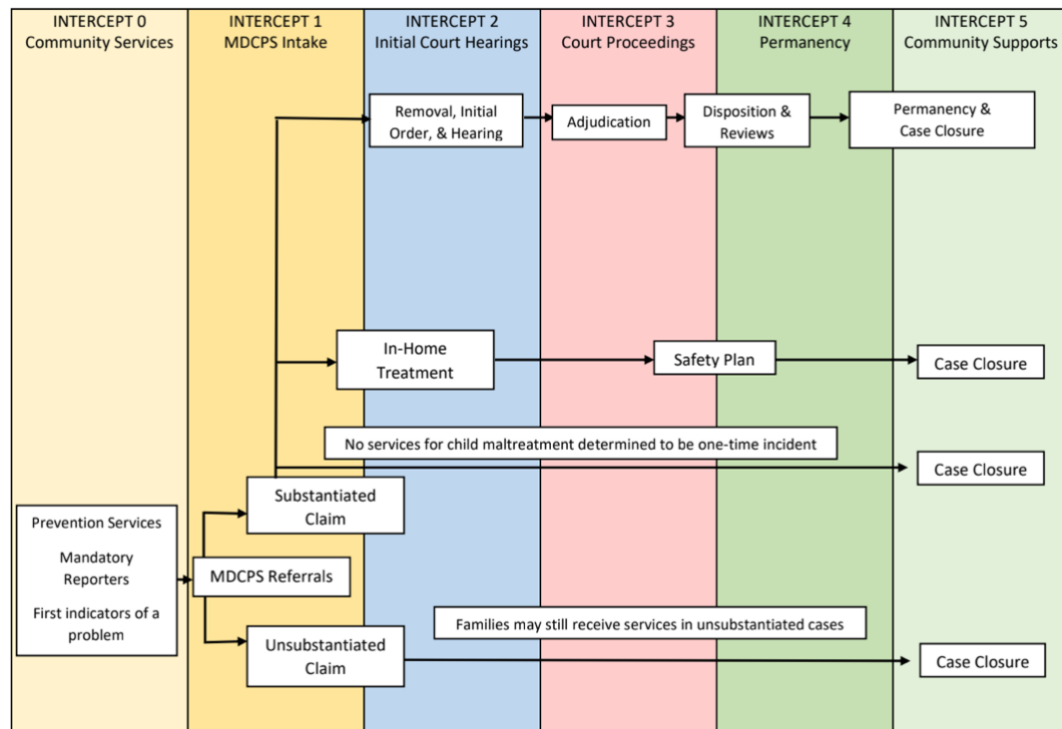 INTERCEPT 0
Community Services
INTERCEPT 1
MDCPS Intake
INTERCEPT 2
Initial Court Hearings
INTERCEPT 3
Court Proceedings
INTERCEPT 4
Permanency
INTERCEPT 5
Community Supports
Removal, Initial
Order, & Hearing
Adjudication
Disposition &
Reviews
Permanency &
Case Closure
In-Home
Treatment
Safety Plan
Case Closure
No services for child maltreatment determined to be one-time incident
Case Closure
Substantiated
Claim
Prevention Services
Mandatory
Reporters
First indicators of a
problem
MDCPS Referrals
Families may still receive services in unsubstantiated cases
Unsubstantiated
Claim
Case Closure